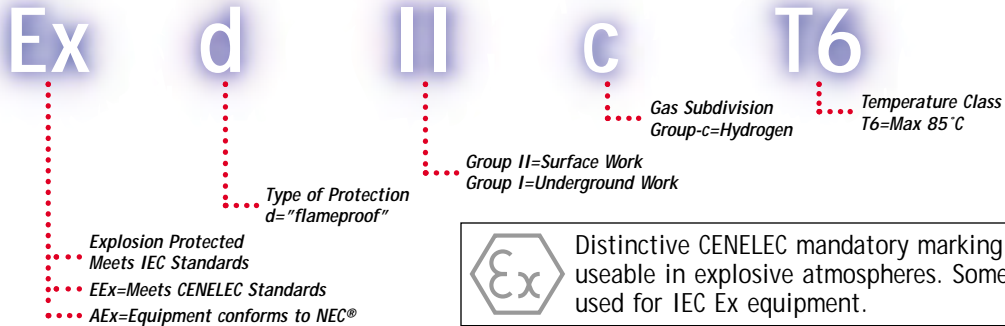 Ex d II c T6
Gas Subdivision
Group-c=Hydrogen
Temperature Class
T6=Max 85˚C
Group II=Surface Work
Group I=Underground Work
Type of Protection
d="flameproof"
Explosion Protected
Meets IEC Standards
EEx=Meets CENELEC Standards
AEx=Equipment conforms to NEC®
Ex
Distinctive CENELEC mandatory marking
useable in explosive atmospheres. Some
used for IEC Ex equipment.